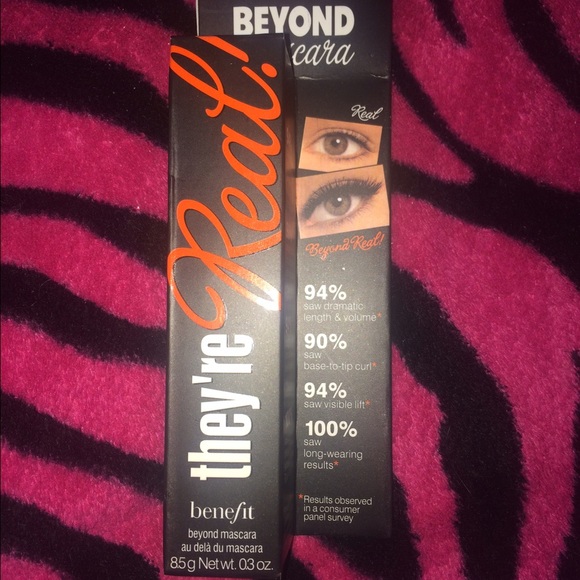 they're Real!
benefit
beyond mascara
au delà du mascara
8.5 g Net wt. 0.3 oz.
BEYOND
cara
Real
Beyond Real!
94%
saw dramatic
length & volume*
90%
saw
base-to-tip curl*
94%
saw visible lift*
100%
saw
long-wearing
results*
*Results observed
in a consumer
panel survey